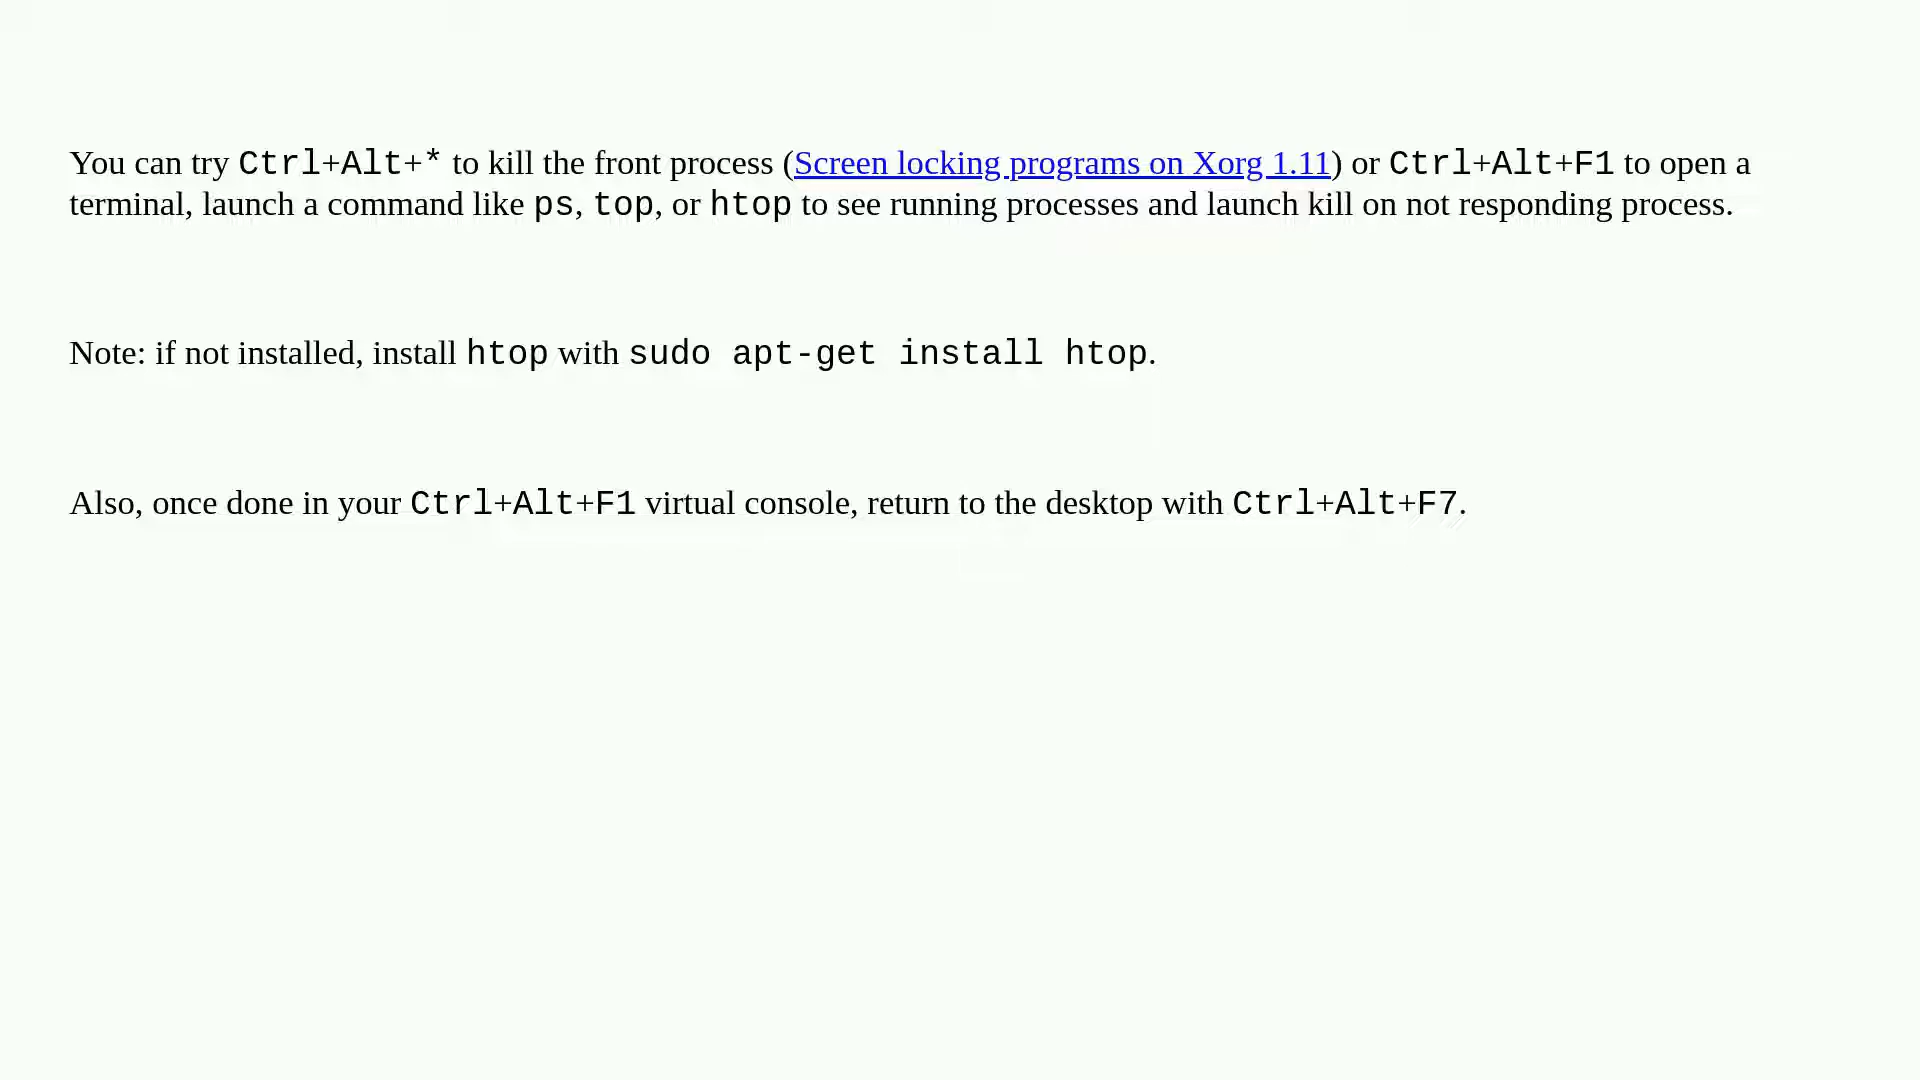 You can try Ctrl+Alt+* to kill the front process (Screen locking programs on Xorg 1.11) or Ctrl+Alt+F1 to open a
terminal, launch a command like ps, top, or htop to see running processes and launch kill on not responding process.
Note: if not installed, install htop with sudo apt-get install htop.
Also, once done in your Ctrl+Alt+F1 virtual console, return to the desktop with Ctrl+Alt+F7.